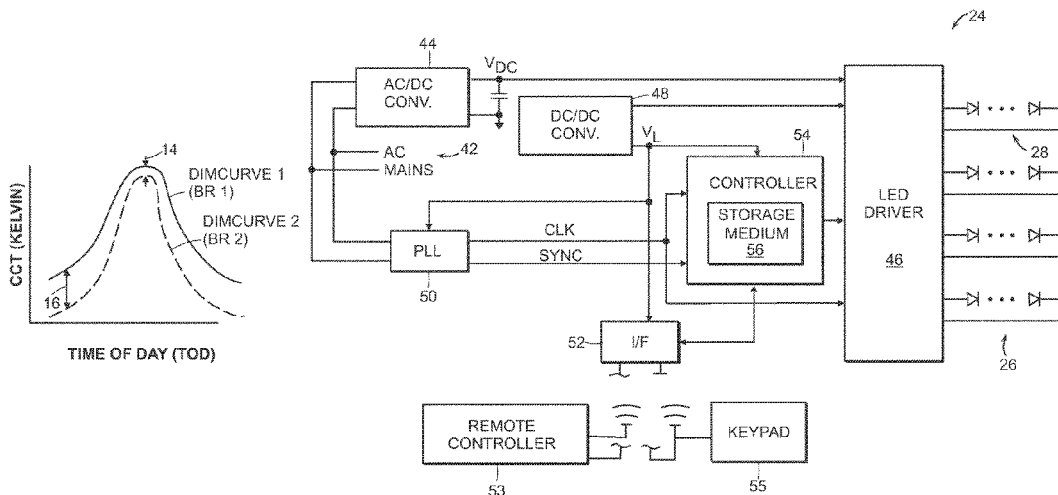 CCT (KELVIN)
14
DIMCURVE 1
(BR 1)
DIMCURVE 2
(BR 2)
16
TIME OF DAY (TOD)
24
44
AC/DC
CONV.
VDC
48
DC/DC
CONV.
AC
MAINS
42
VL
54
CONTROLLER
STORAGE
MEDIUM
56
LED
DRIVER
46
28
26
PLL
50
CLK
SYNC
52
I/F
REMOTE
CONTROLLER
53
KEYPAD
55